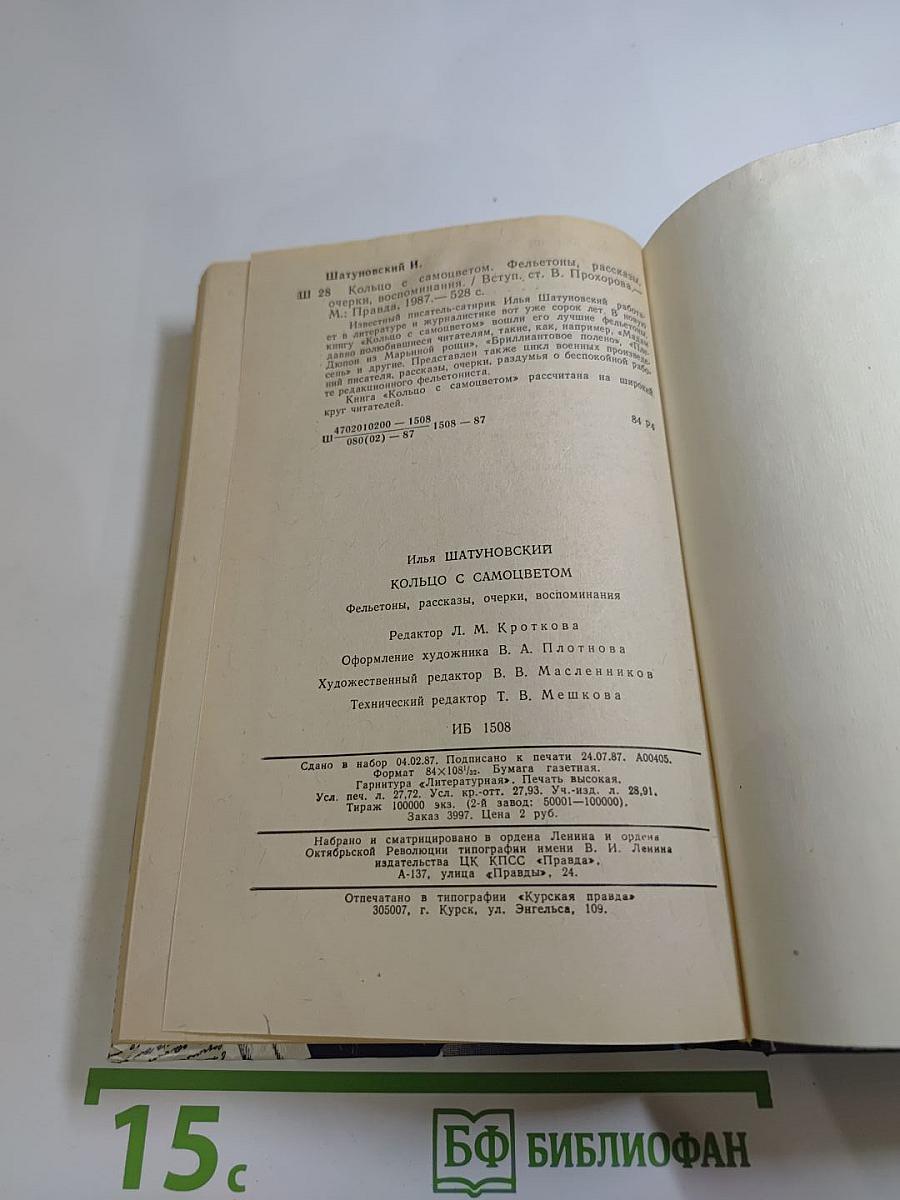 Шатуновский И.
Ш 28 Кольцо с самоцветом. Фельетоны, рассказы,
очерки, воспоминания. / Вступ. ст. В. Прохорова.—
М.: Правда, 1987.— 528 с.
Известный писатель-сатирик Илья Шатуновский работа-
ет в литературе и журналистике вот уже сорок лет. В новую
книгу «Кольцо с самоцветом» вошли его лучшие фельетоны,
давно полюбившиеся читателям, такие, как, например, «Мадам
Дюпон из Марьиной рощи», «Бриллиантовое полено», «Пле-
сень» и другие. Представлен также цикл военных произведе-
ний писателя, рассказы, очерки, раздумья о беспокойной рабо-
те редакционного фельетониста.
Книга «Кольцо с самоцветом» рассчитана на широкий
круг читателей.
Ш 4702010200 — 1508 / 080(02) — 87 1508 — 87 84 Р4
Илья ШАТУНОВСКИЙ
КОЛЬЦО С САМОЦВЕТОМ
Фельетоны, рассказы, очерки, воспоминания
Редактор Л. М. Кроткова
Оформление художника В. А. Плотнова
Художественный редактор В. В. Масленников
Технический редактор Т. В. Мешкова
ИБ 1508
Сдано в набор 04.02.87. Подписано к печати 24.07.87. А00405.
Формат 84×108¹/₃₂. Бумага газетная.
Гарнитура «Литературная». Печать высокая.
Усл. печ. л. 27,72. Усл. кр.-отт. 27,93. Уч.-изд. л. 28,91.
Тираж 100000 экз. (2-й завод: 50001—100000).
Заказ 3997. Цена 2 руб.
Набрано и сматрицировано в ордена Ленина и ордена
Октябрьской Революции типографии имени В. И. Ленина
издательства ЦК КПСС «Правда».
А-137, улица «Правды», 24.
Отпечатано в типографии «Курская правда»
305007, г. Курск, ул. Энгельса, 109.
15 с
БФ БИБЛИОФАН